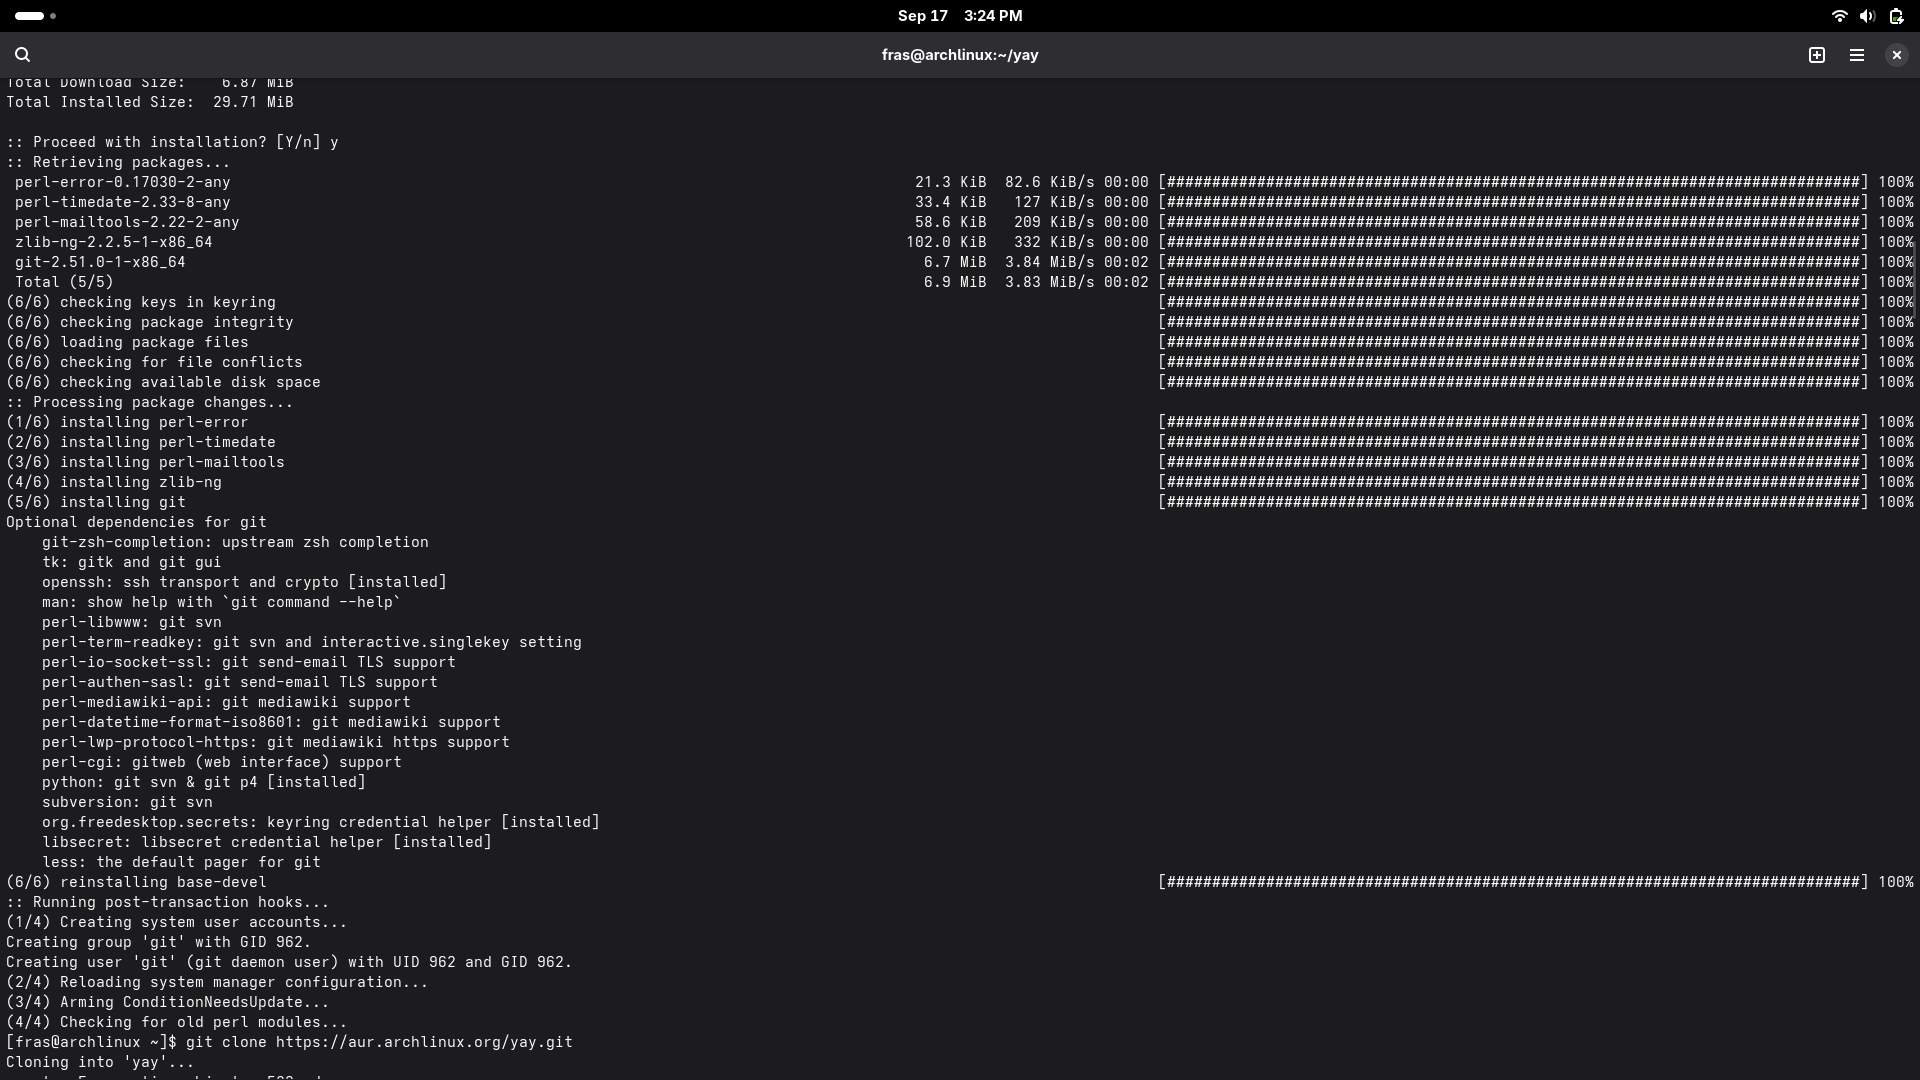 Sep 17 3:24 PM
fras@archlinux:~/yay
Total Download Size: 6.87 MiB
Total Installed Size: 29.71 MiB
:: Proceed with installation? [Y/n] y
:: Retrieving packages...
perl-error-0.17030-2-any 21.3 KiB 82.6 KiB/s 00:00 [#############################################################################] 100%
perl-timedate-2.33-8-any 33.4 KiB 127 KiB/s 00:00 [#############################################################################] 100%
perl-mailtools-2.22-2-any 58.6 KiB 209 KiB/s 00:00 [#############################################################################] 100%
zlib-ng-2.2.5-1-x86_64 102.0 KiB 332 KiB/s 00:00 [#############################################################################] 100%
git-2.51.0-1-x86_64 6.7 MiB 3.84 MiB/s 00:02 [#############################################################################] 100%
Total (5/5) 6.9 MiB 3.83 MiB/s 00:02 [#############################################################################] 100%
(6/6) checking keys in keyring [#############################################################################] 100%
(6/6) checking package integrity [#############################################################################] 100%
(6/6) loading package files [#############################################################################] 100%
(6/6) checking for file conflicts [#############################################################################] 100%
(6/6) checking available disk space [#############################################################################] 100%
:: Processing package changes...
(1/6) installing perl-error [#############################################################################] 100%
(2/6) installing perl-timedate [#############################################################################] 100%
(3/6) installing perl-mailtools [#############################################################################] 100%
(4/6) installing zlib-ng [#############################################################################] 100%
(5/6) installing git [#############################################################################] 100%
Optional dependencies for git
git-zsh-completion: upstream zsh completion
tk: gitk and git gui
openssh: ssh transport and crypto [installed]
man: show help with `git command --help`
perl-libwww: git svn
perl-term-readkey: git svn and interactive.singlekey setting
perl-io-socket-ssl: git send-email TLS support
perl-authen-sasl: git send-email TLS support
perl-mediawiki-api: git mediawiki support
perl-datetime-format-iso8601: git mediawiki support
perl-lwp-protocol-https: git mediawiki https support
perl-cgi: gitweb (web interface) support
python: git svn & git p4 [installed]
subversion: git svn
org.freedesktop.secrets: keyring credential helper [installed]
libsecret: libsecret credential helper [installed]
less: the default pager for git
(6/6) reinstalling base-devel [#############################################################################] 100%
:: Running post-transaction hooks...
(1/4) Creating system user accounts...
Creating group 'git' with GID 962.
Creating user 'git' (git daemon user) with UID 962 and GID 962.
(2/4) Reloading system manager configuration...
(3/4) Arming ConditionNeedsUpdate...
(4/4) Checking for old perl modules...
[fras@archlinux ~]$ git clone https://aur.archlinux.org/yay.git
Cloning into 'yay'...